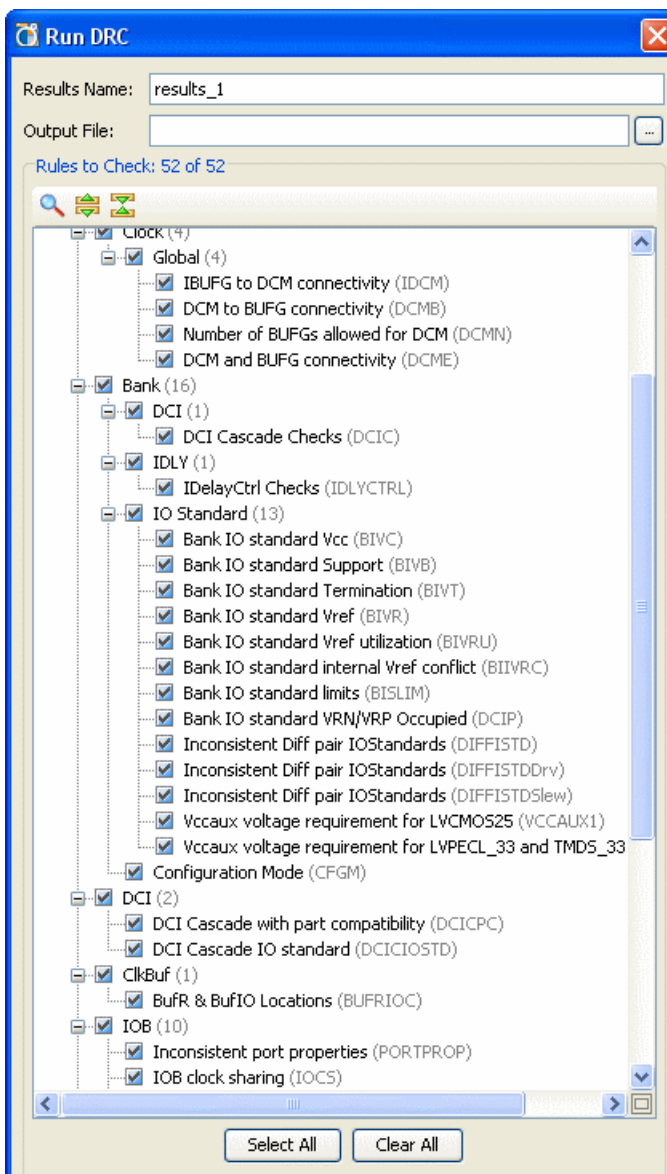 Run DRC
Results Name: results_1
Output File:
...
Rules to Check: 52 of 52
Clock (4)
Global (4)
IBUFG to DCM connectivity (IDCM)
DCM to BUFG connectivity (DCMB)
Number of BUFGs allowed for DCM (DCMN)
DCM and BUFG connectivity (DCME)
Bank (16)
DCI (1)
DCI Cascade Checks (DCIC)
IDLY (1)
IDelayCtrl Checks (IDLYCTRL)
IO Standard (13)
Bank IO standard Vcc (BIVC)
Bank IO standard Support (BIVB)
Bank IO standard Termination (BIVT)
Bank IO standard Vref (BIVR)
Bank IO standard Vref utilization (BIVRU)
Bank IO standard internal Vref conflict (BIIVRC)
Bank IO standard limits (BISLIM)
Bank IO standard VRN/VRP Occupied (DCIP)
Inconsistent Diff pair IOStandards (DIFFISTD)
Inconsistent Diff pair IOStandards (DIFFISTDDrv)
Inconsistent Diff pair IOStandards (DIFFISTDSlew)
Vccaux voltage requirement for LVCMOS25 (VCCAUX1)
Vccaux voltage requirement for LVPECL_33 and TMDS_33
Configuration Mode (CFGM)
DCI (2)
DCI Cascade with part compatibility (DCICPC)
DCI Cascade IO standard (DCICIOSTD)
ClkBuf (1)
BufR & BufIO Locations (BUFRIOC)
IOB (10)
Inconsistent port properties (PORTPROP)
IOB clock sharing (IOCS)
Select All Clear All